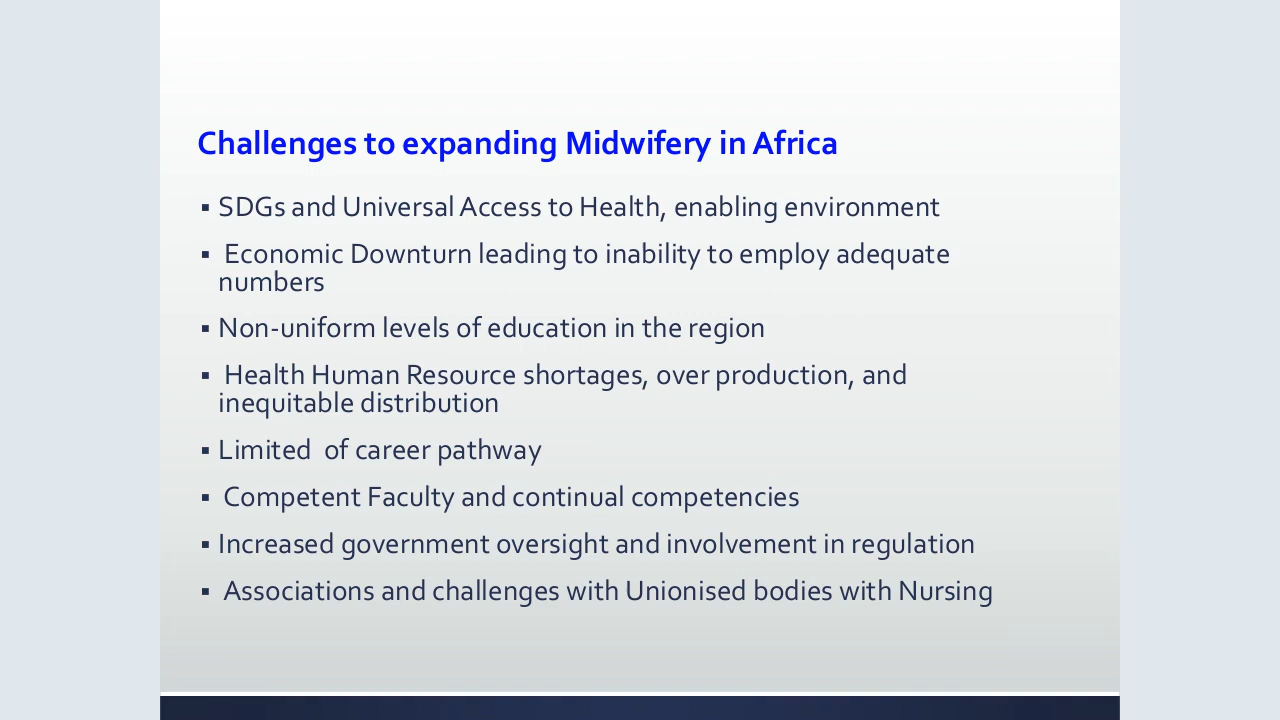 Challenges to expanding Midwifery in Africa
▪ SDGs and Universal Access to Health, enabling environment
▪ Economic Downturn leading to inability to employ adequate
numbers
▪ Non-uniform levels of education in the region
▪ Health Human Resource shortages, over production, and
inequitable distribution
▪ Limited  of career pathway
▪ Competent Faculty and continual competencies
▪ Increased government oversight and involvement in regulation
▪ Associations and challenges with Unionised bodies with Nursing